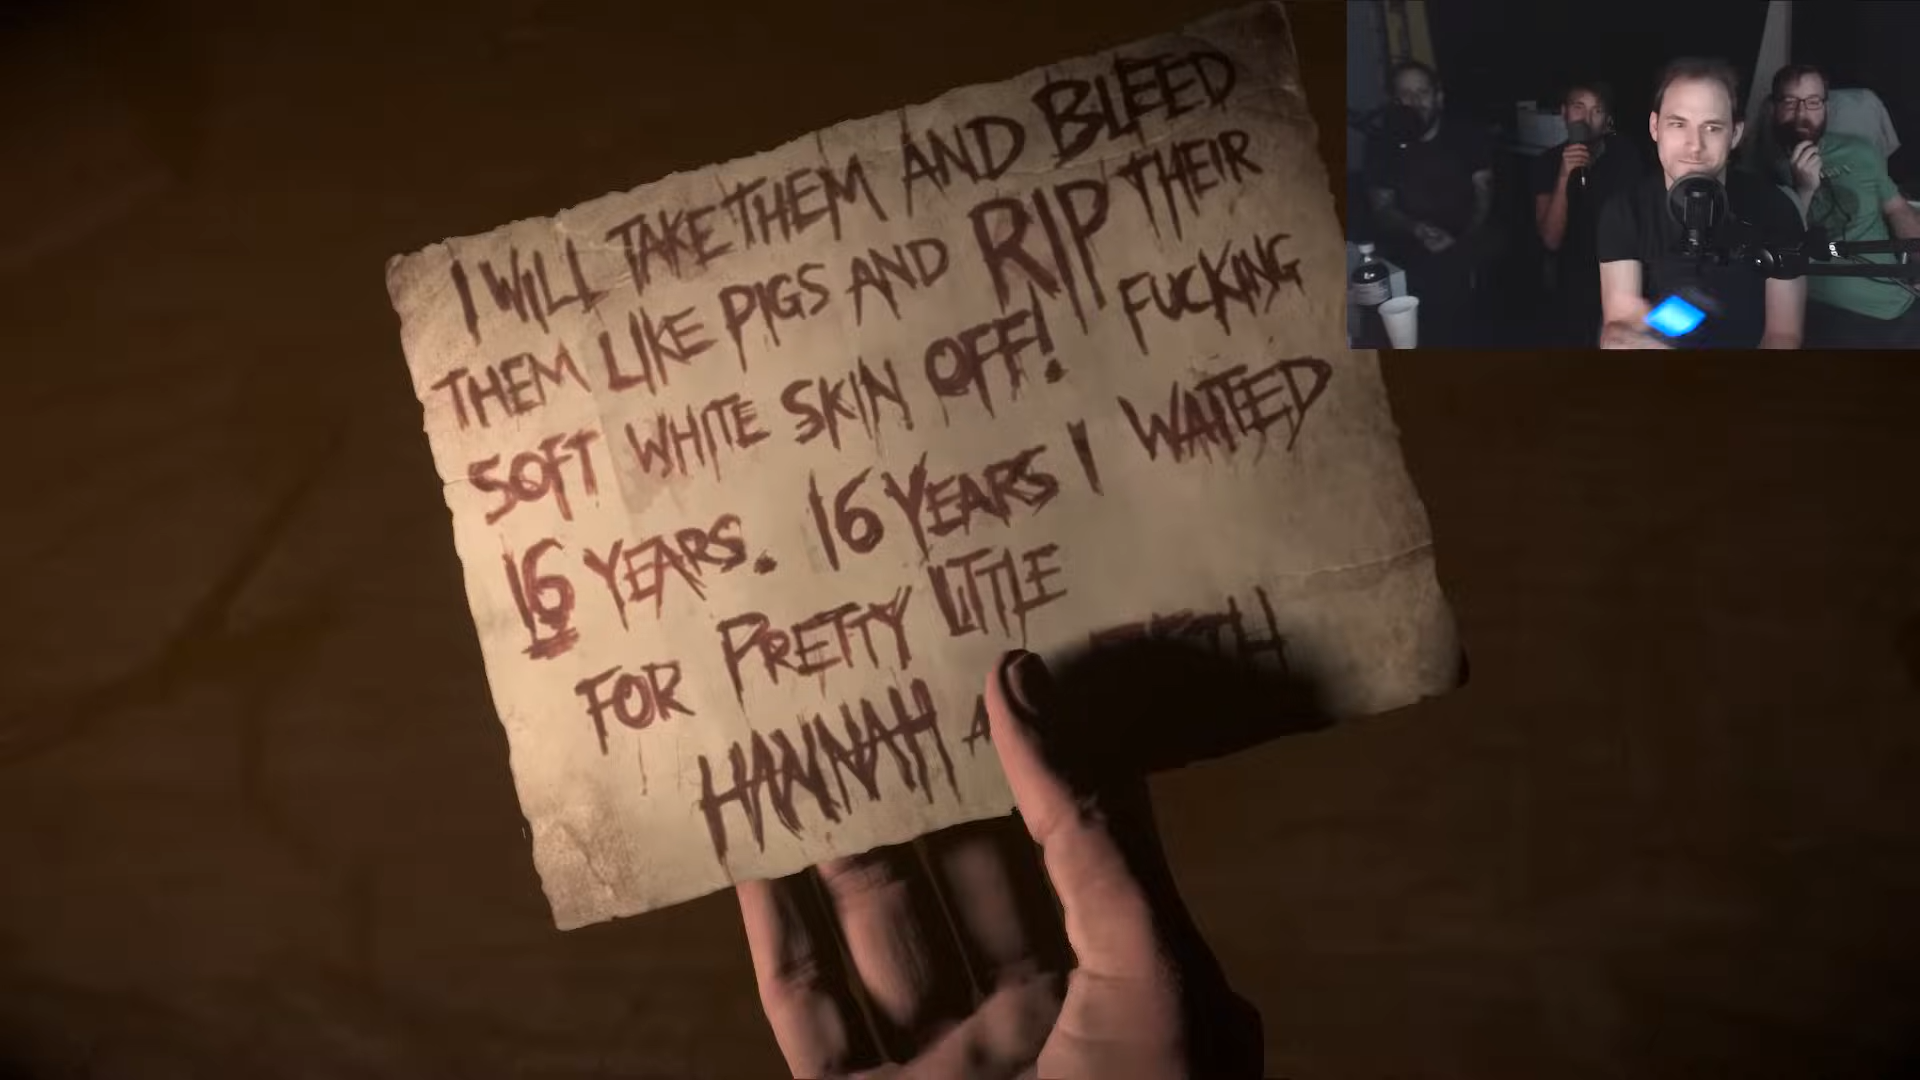 I WILL TAKE THEM AND BLEED
THEM LIKE PIGS AND RIP THEIR
SOFT WHITE SKIN OFF! FUCKING
16 YEARS. 16 YEARS I WAITED
FOR PRETTY LITTLE
HANNAH